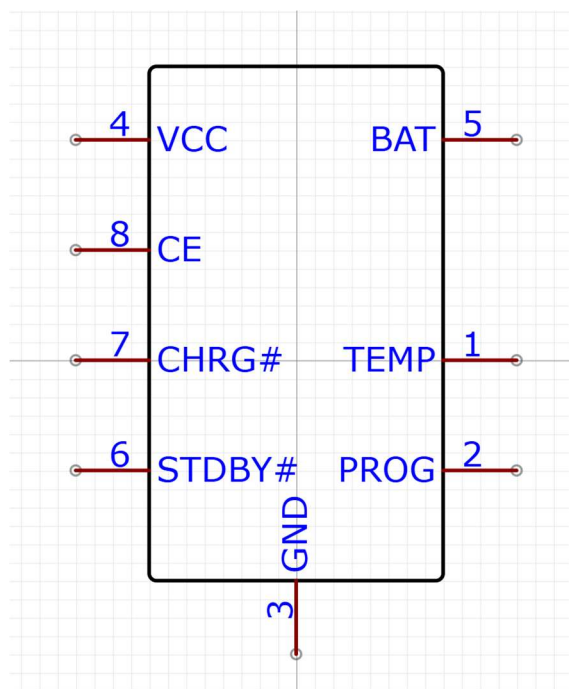 4 VCC BAT 5
8 CE
7 CHRG# TEMP 1
6 STDBY# PROG 2
GND
3